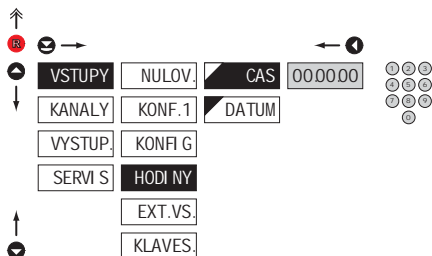 R
VSTUPY NULOV. CAS 00.00.00 1 2 3
4 5 6
KANALY KONF.1 DATUM 7 8 9
0
VYSTUP. KONFIG
SERVIS HODINY
EXT.VS.
KLAVES.